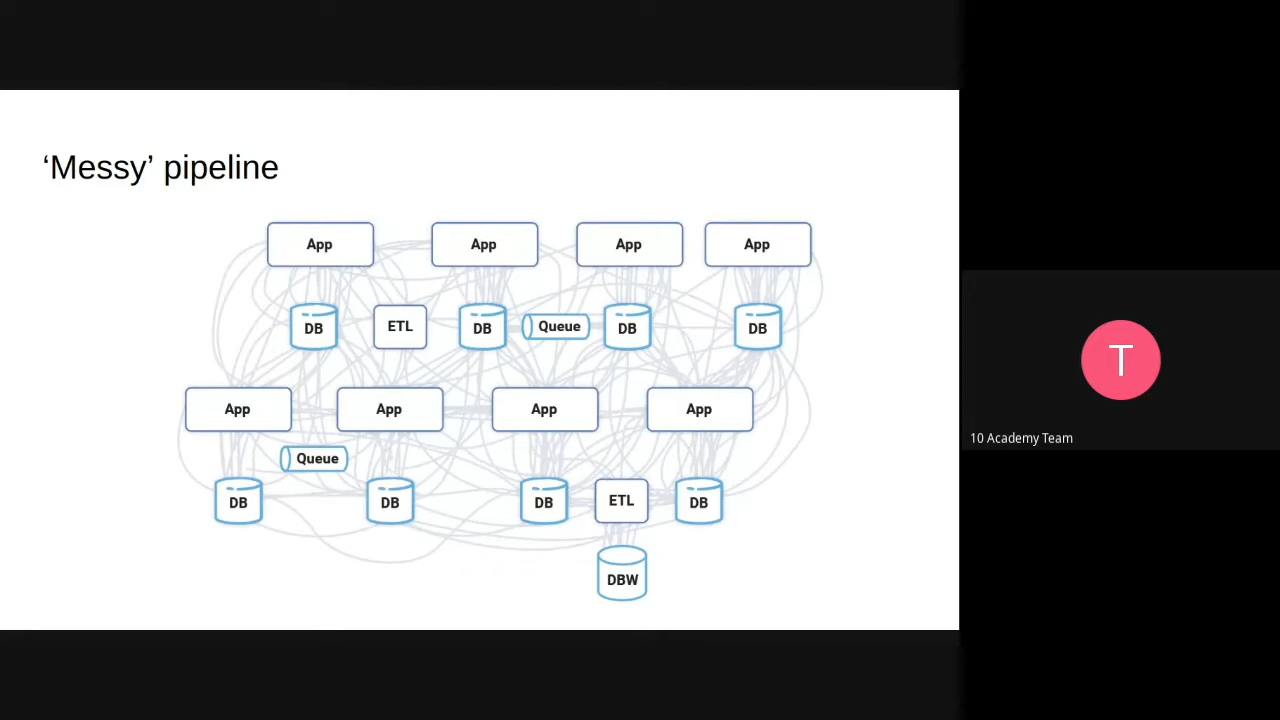 ‘Messy’ pipeline
App App App App
DB ETL DB Queue DB DB
App App App App
Queue
DB DB DB ETL DB
DBW
T
10 Academy Team